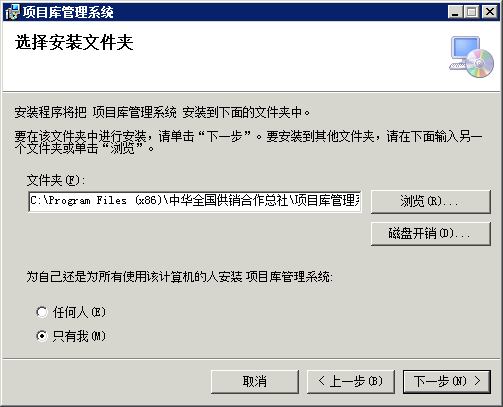 项目库管理系统
选择安装文件夹
安装程序将把 项目库管理系统 安装到下面的文件夹中。
要在该文件夹中进行安装，请单击“下一步”。要安装到其他文件夹，请在下面输入另一
个文件夹或单击“浏览”。
文件夹(F):
C:\Program Files (x86)\中华全国供销合作总社\项目库管理
浏览(R)...
磁盘开销(D)...
为自己还是为所有使用该计算机的人安装 项目库管理系统:
任何人(E)
只有我(M)
取消
< 上一步(B)
下一步(N) >